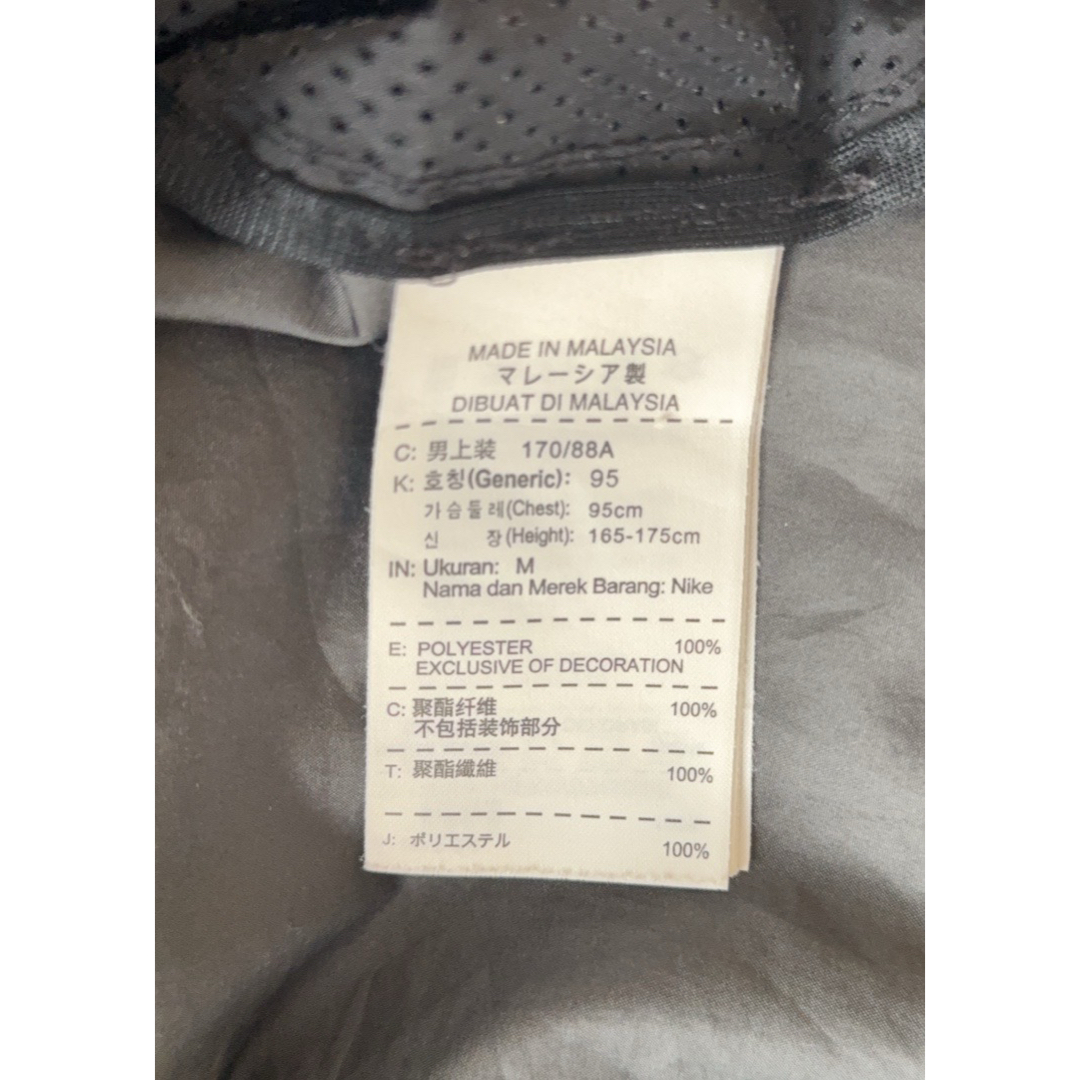 MADE IN MALAYSIA
マレーシア製
DIBUAT DI MALAYSIA
C: 男上装 170/88A
K: 호칭(Generic): 95
가슴둘레(Chest): 95cm
신 장(Height): 165-175cm
IN: Ukuran: M
Nama dan Merek Barang: Nike
E: POLYESTER 100%
EXCLUSIVE OF DECORATION
C: 聚酯纤维 100%
不包括装饰部分
T: 聚酯纖維 100%
J: ポリエステル 100%